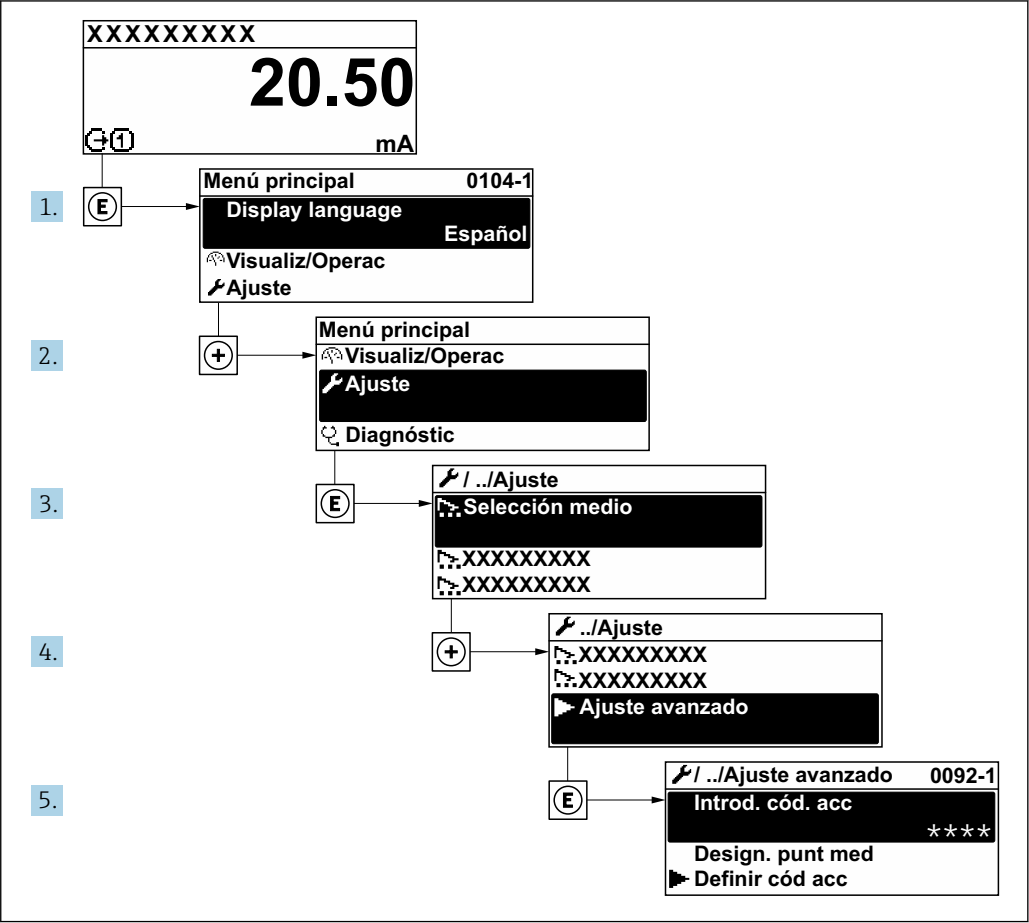 XXXXXXXXX
20.50
1 mA
1. E Menú principal 0104-1
Display language
Español
Visualiz/Operac
Ajuste
2. + Menú principal
Visualiz/Operac
Ajuste
Diagnóstic
3. E / ../Ajuste
Selección medio
XXXXXXXXX
XXXXXXXXX
4. + ../Ajuste
XXXXXXXXX
XXXXXXXXX
Ajuste avanzado
5. E / ../Ajuste avanzado 0092-1
Introd. cód. acc
****
Design. punt med
Definir cód acc